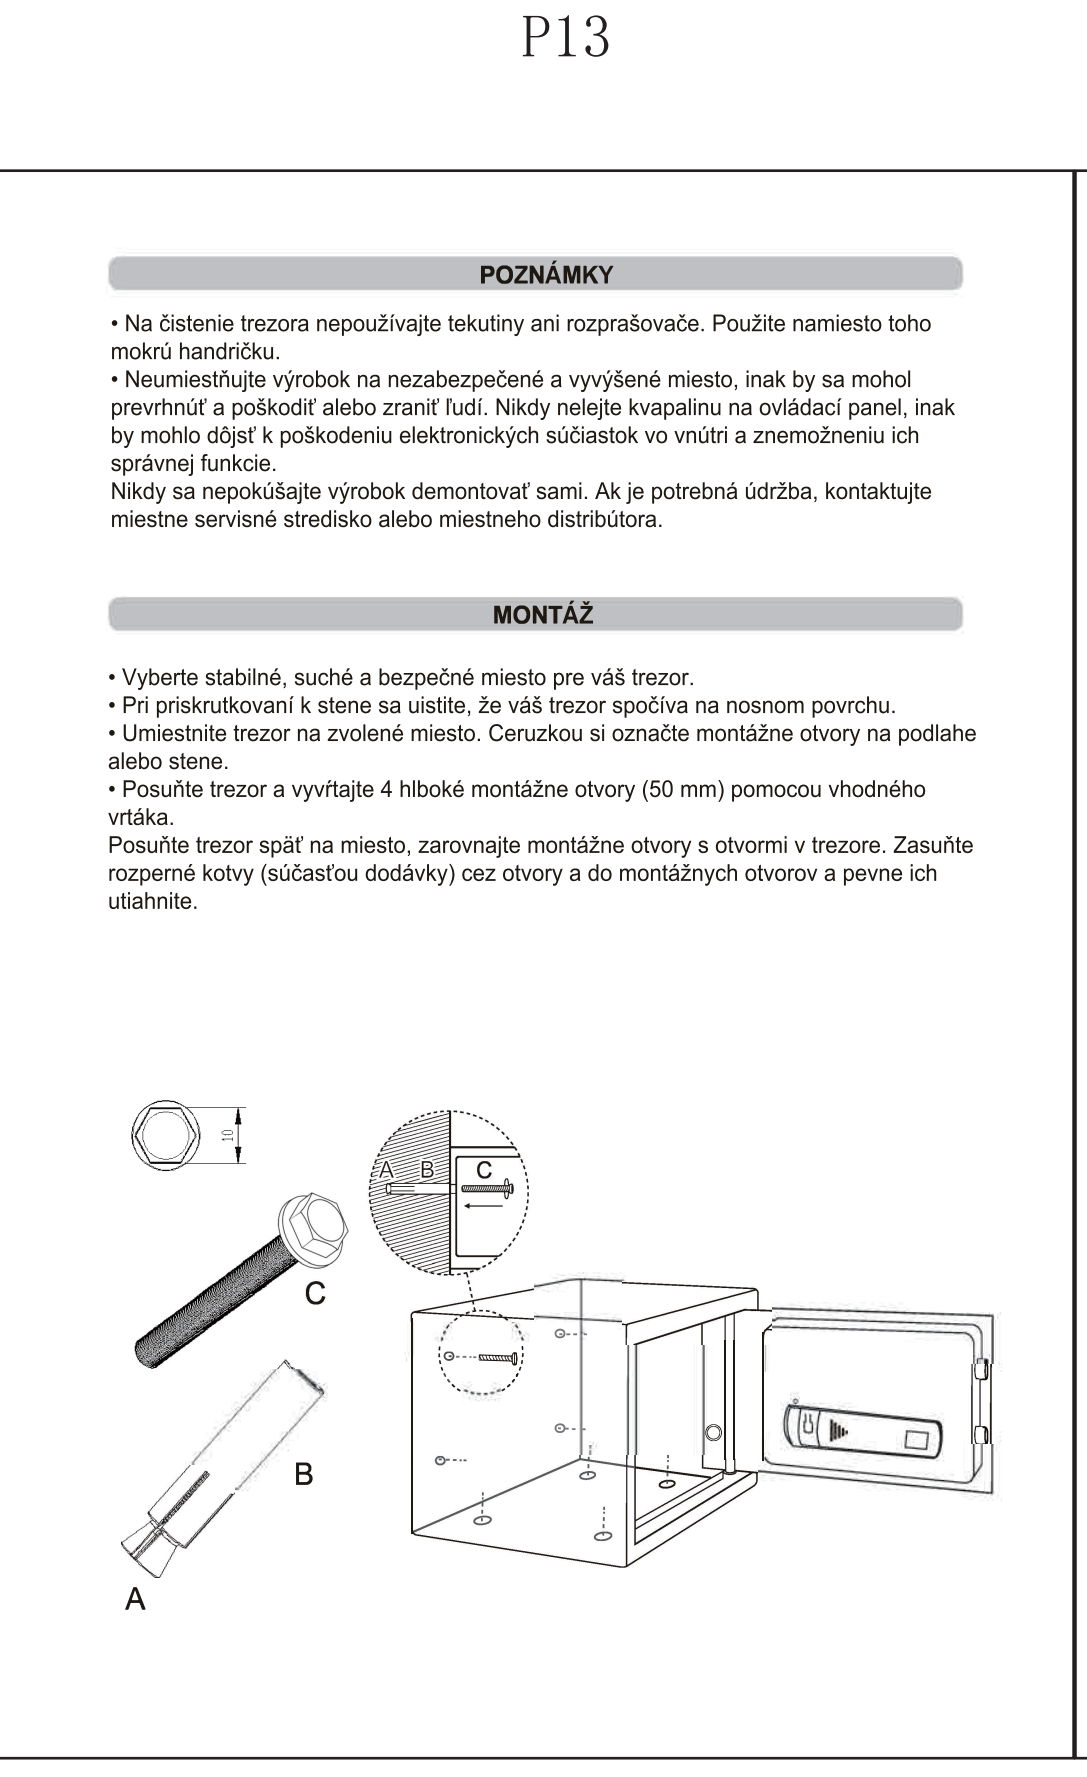 P13
POZNÁMKY
• Na čistenie trezora nepoužívajte tekutiny ani rozprašovače. Použite namiesto toho
mokrú handričku.
• Neumiestňujte výrobok na nezabezpečené a vyvýšené miesto, inak by sa mohol
prevrhnúť a poškodiť alebo zraniť ľudí. Nikdy nelejte kvapalinu na ovládací panel, inak
by mohlo dôjsť k poškodeniu elektronických súčiastok vo vnútri a znemožneniu ich
správnej funkcie.
Nikdy sa nepokúšajte výrobok demontovať sami. Ak je potrebná údržba, kontaktujte
miestne servisné stredisko alebo miestneho distribútora.
MONTÁŽ
• Vyberte stabilné, suché a bezpečné miesto pre váš trezor.
• Pri priskrutkovaní k stene sa uistite, že váš trezor spočíva na nosnom povrchu.
• Umiestnite trezor na zvolené miesto. Ceruzkou si označte montážne otvory na podlahe
alebo stene.
• Posuňte trezor a vyvŕtajte 4 hlboké montážne otvory (50 mm) pomocou vhodného
vrtáka.
Posuňte trezor späť na miesto, zarovnajte montážne otvory s otvormi v trezore. Zasuňte
rozperné kotvy (súčasťou dodávky) cez otvory a do montážnych otvorov a pevne ich
utiahnite.
10
A B C
C
B
A